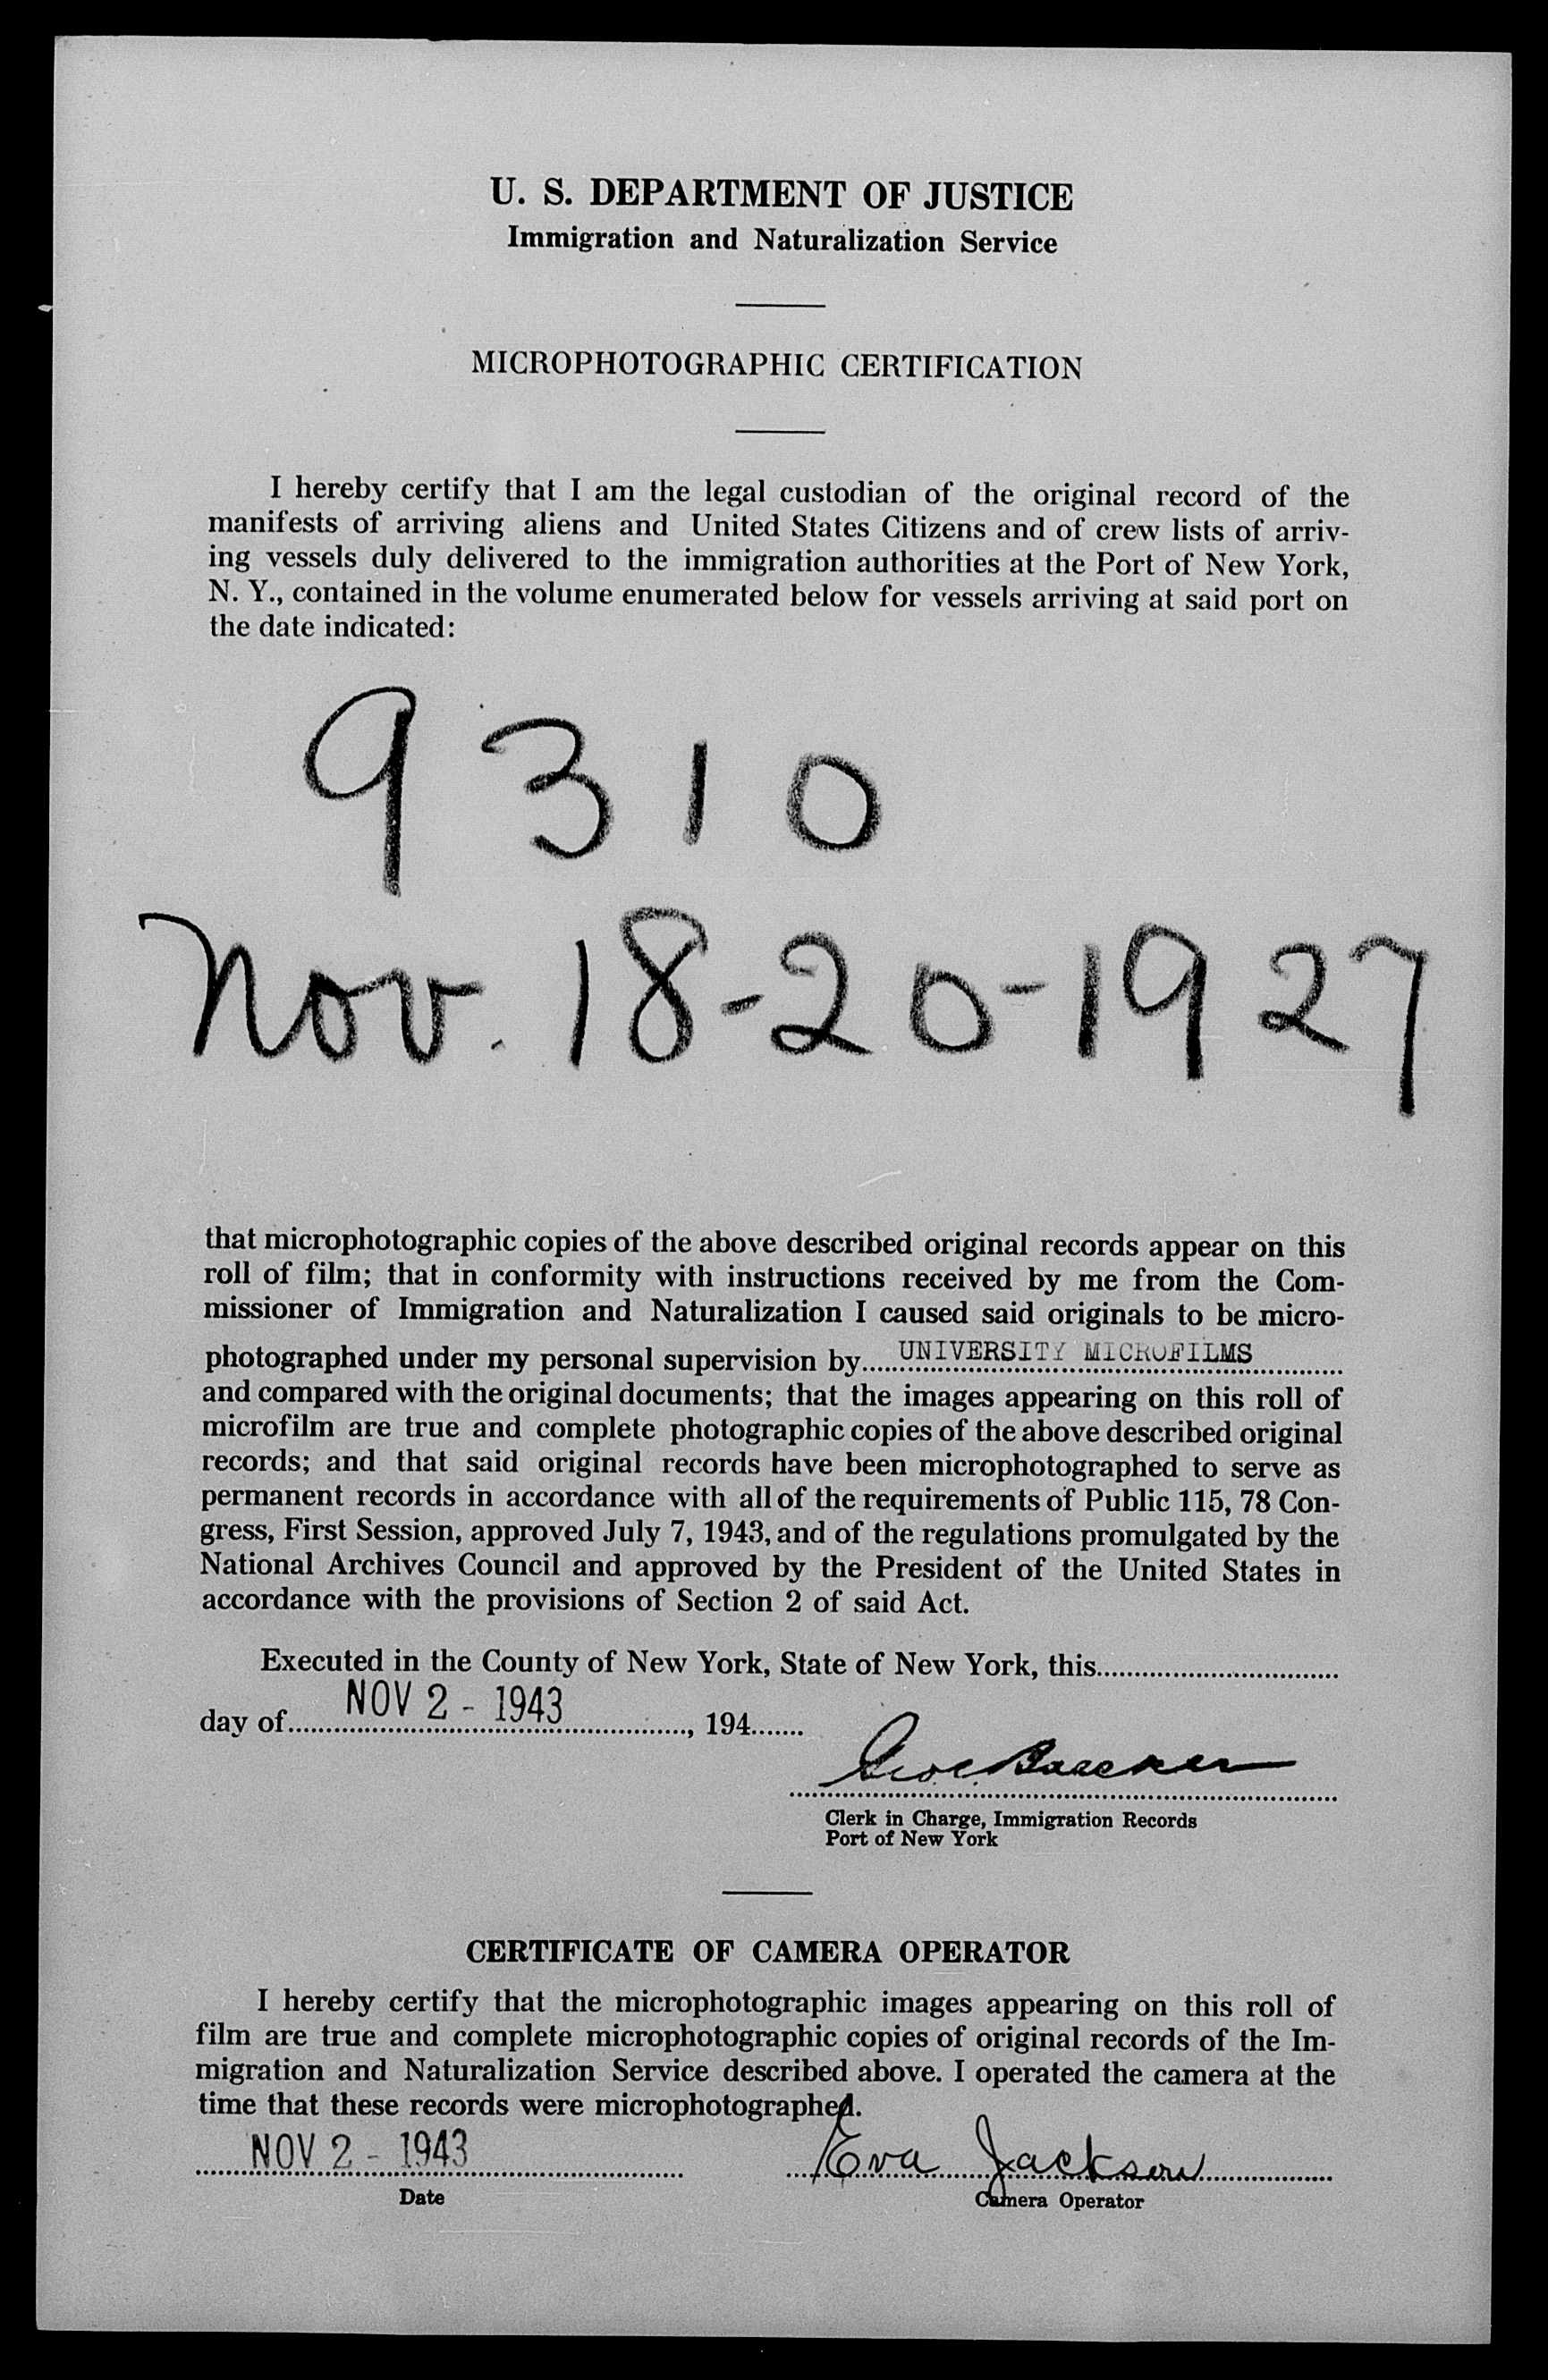 U. S. DEPARTMENT OF JUSTICE
Immigration and Naturalization Service
MICROPHOTOGRAPHIC CERTIFICATION
I hereby certify that I am the legal custodian of the original record of the
manifests of arriving aliens and United States Citizens and of crew lists of arriv-
ing vessels duly delivered to the immigration authorities at the Port of New York,
N. Y., contained in the volume enumerated below for vessels arriving at said port on
the date indicated:
9310
Nov. 18-20-1927
that microphotographic copies of the above described original records appear on this
roll of film; that in conformity with instructions received by me from the Com-
missioner of Immigration and Naturalization I caused said originals to be micro-
photographed under my personal supervision by UNIVERSITY MICROFILMS
and compared with the original documents; that the images appearing on this roll of
microfilm are true and complete photographic copies of the above described original
records; and that said original records have been microphotographed to serve as
permanent records in accordance with all of the requirements of Public 115, 78 Con-
gress, First Session, approved July 7, 1943, and of the regulations promulgated by the
National Archives Council and approved by the President of the United States in
accordance with the provisions of Section 2 of said Act.
Executed in the County of New York, State of New York, this
day of NOV 2 - 1943, 194
Clerk in Charge, Immigration Records
Port of New York
CERTIFICATE OF CAMERA OPERATOR
I hereby certify that the microphotographic images appearing on this roll of
film are true and complete microphotographic copies of original records of the Im-
migration and Naturalization Service described above. I operated the camera at the
time that these records were microphotographed.
NOV 2 - 1943 Eva Jackson
Date Camera Operator